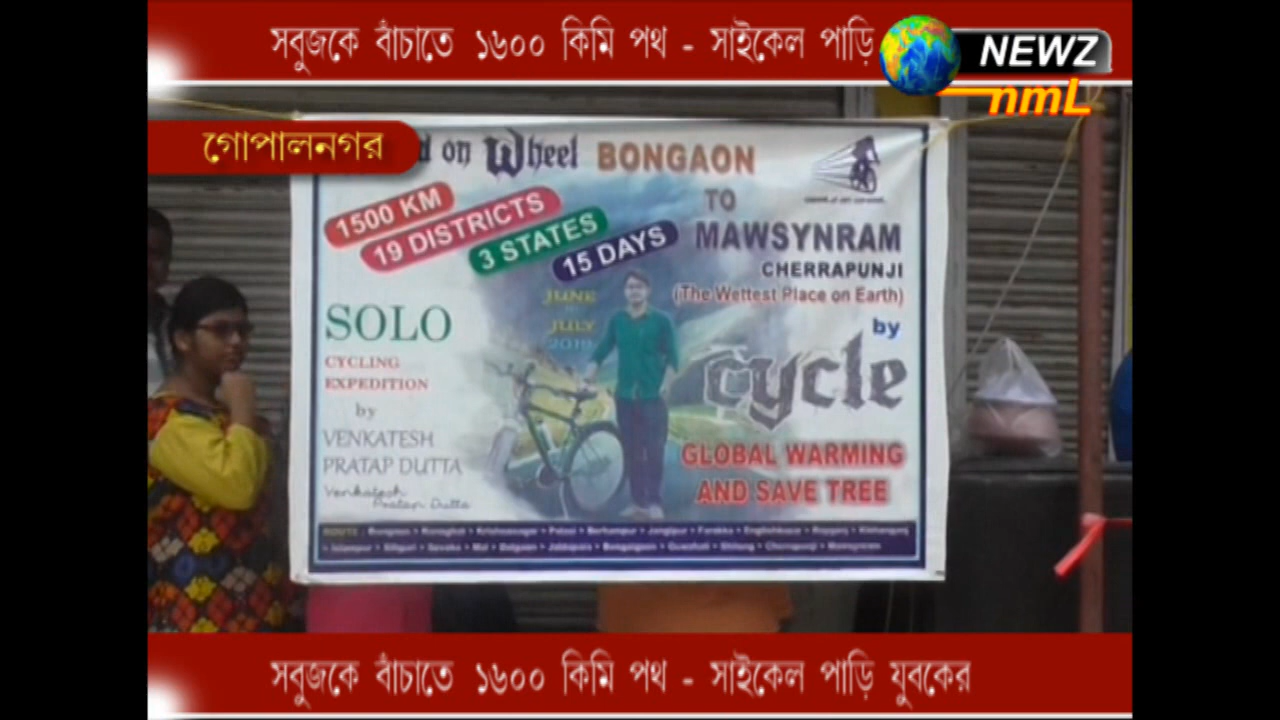 সবুজকে বাঁচাতে ১৬০০ কিমি পথ - সাইকেল পাড়ি
NEWZ
nmL
গোপালনগর
d on Wheel BONGAON
TO
MAWSYNRAM
CHERRAPUNJI
(The Wettest Place on Earth)
by
cycle
GLOBAL WARMING
AND SAVE TREE
1500 KM
19 DISTRICTS
3 STATES
15 DAYS
JUNE
JULY
2019
SOLO
CYCLING
EXPEDITION
by
VENKATESH
PRATAP DUTTA
Venkatesh
Pratap Dutta
সবুজকে বাঁচাতে ১৬০০ কিমি পথ - সাইকেল পাড়ি যুবকের